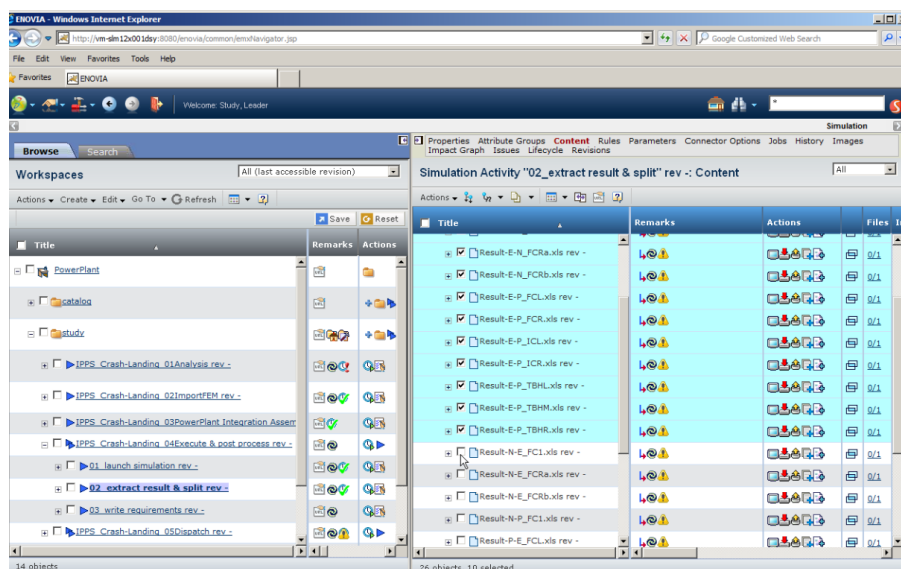 ENOVIA - Windows Internet Explorer
http://vm-slm12x001dsy:8080/enovia/common/emxNavigator.jsp
Google Customized Web Search
File Edit View Favorites Tools Help
Favorites ENOVIA
Welcome: Study, Leader
*
Simulation
Browse Search
Properties Attribute Groups Content Rules Parameters Connector Options Jobs History Images
Impact Graph Issues Lifecycle Revisions
Workspaces
All (last accessible revision)
Simulation Activity "02_extract result & split" rev -: Content
All
Actions Create Edit Go To Refresh
Actions
Save Reset
Title Remarks Actions
Title Remarks Actions Files
PowerPlant
catalog
study
IPPS_Crash-Landing_01Analysis rev -
IPPS_Crash-Landing_02ImportFEM rev -
IPPS_Crash-Landing_03PowerPlant Integration Assem
IPPS_Crash-Landing_04Execute & post process rev -
01_launch simulation rev -
02_extract result & split rev -
03_write requirements rev -
IPPS_Crash-Landing_05Dispatch rev -
14 objects
Result-E-N_FCRa.xls rev - 0/1
Result-E-N_FCRb.xls rev - 0/1
Result-E-P_FCL.xls rev - 0/1
Result-E-P_FCR.xls rev - 0/1
Result-E-P_ICL.xls rev - 0/1
Result-E-P_ICR.xls rev - 0/1
Result-E-P_TBHL.xls rev - 0/1
Result-E-P_TBHM.xls rev - 0/1
Result-E-P_TBHR.xls rev - 0/1
Result-N-E_FC1.xls rev - 0/1
Result-N-E_FCRa.xls rev - 0/1
Result-N-E_FCRb.xls rev - 0/1
Result-N-P_FC1.xls rev - 0/1
Result-P-E_FCL.xls rev - 0/1
26 objects, 10 selected